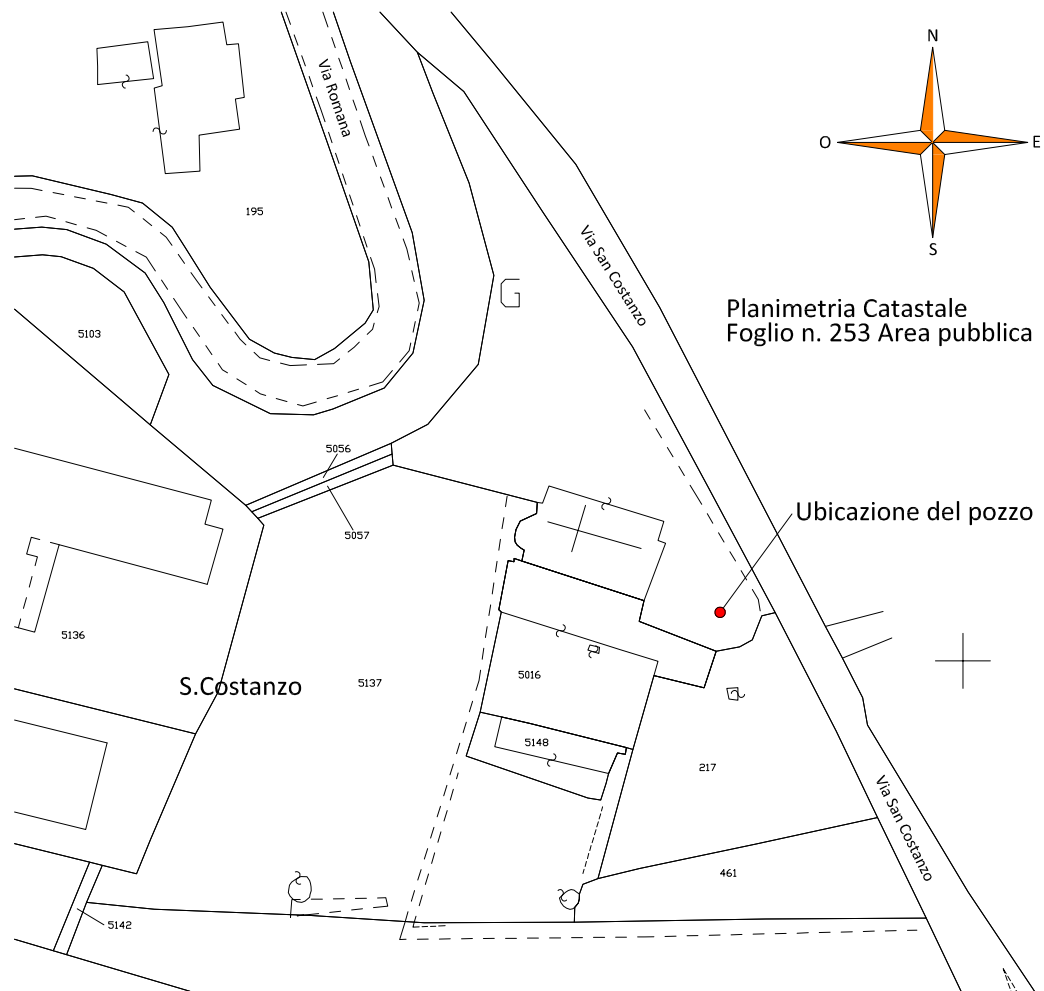 N
O
E
S
Via Romana
195
Via San Costanzo
G
Planimetria Catastale
Foglio n. 253 Area pubblica
5103
5056
5057
Ubicazione del pozzo
5136
S.Costanzo
5137
5016
5148
217
Via San Costanzo
461
5142